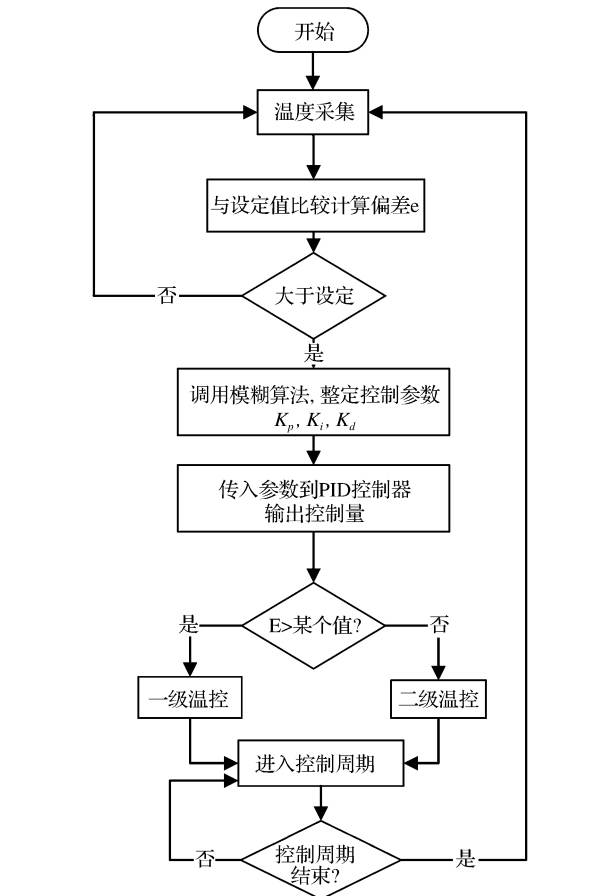 开始
温度采集
与设定值比较计算偏差e
大于设定
否
是
调用模糊算法, 整定控制参数
Kp, Ki, Kd
传入参数到PID控制器
输出控制量
E>某个值?
是
否
一级温控
二级温控
进入控制周期
控制周期
结束?
否
是